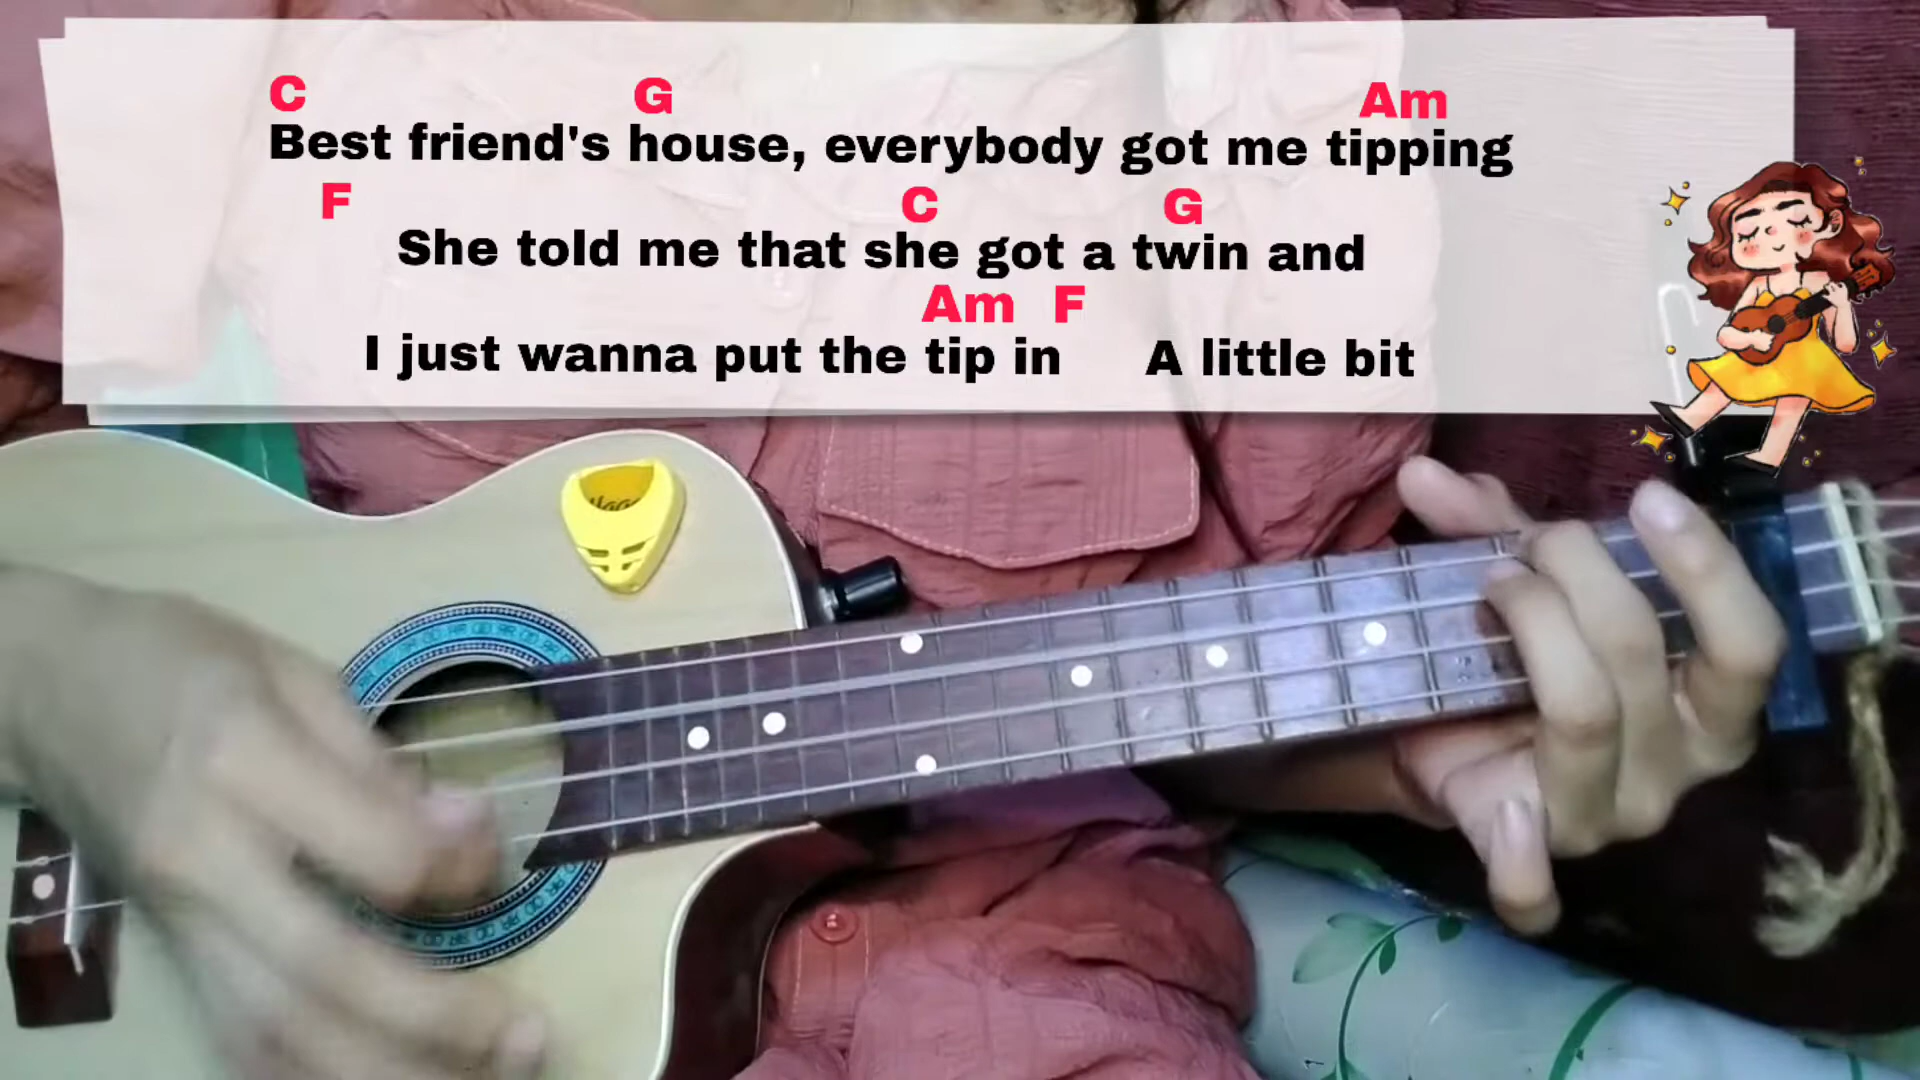 C G Am
Best friend's house, everybody got me tipping
F C G
She told me that she got a twin and
Am F
I just wanna put the tip in A little bit